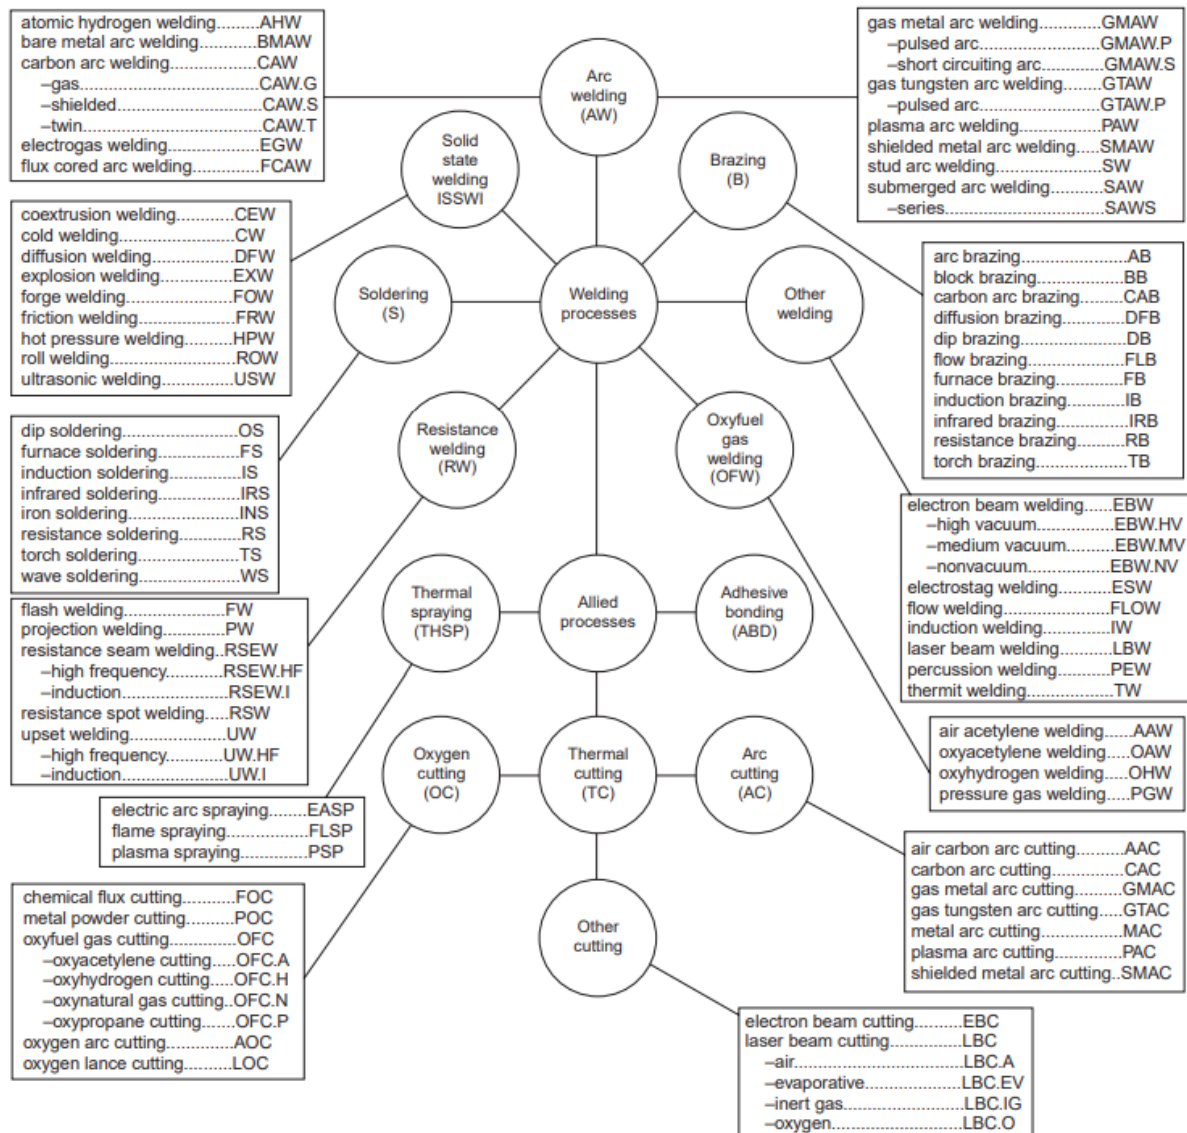 atomic hydrogen welding.........AHW
bare metal arc welding............BMAW
carbon arc welding..................CAW
–gas...............................CAW.G
–shielded........................CAW.S
–twin...............................CAW.T
electrogas welding..................EGW
flux cored arc welding.............FCAW
Arc
welding
(AW)
gas metal arc welding.........GMAW
–pulsed arc.....................GMAW.P
–short circuiting arc.........GMAW.S
gas tungsten arc welding....GTAW
–pulsed arc.....................GTAW.P
plasma arc welding.............PAW
shielded metal arc welding....SMAW
stud arc welding..................SW
submerged arc welding.......SAW
–series...........................SAWS
Solid
state
welding
ISSWI
Brazing
(B)
coextrusion welding............CEW
cold welding........................CW
diffusion welding.................DFW
explosion welding...............EXW
forge welding......................FOW
friction welding....................FRW
hot pressure welding..........HPW
roll welding.........................ROW
ultrasonic welding...............USW
Soldering
(S)
Welding
processes
Other
welding
arc brazing.........................AB
block brazing......................BB
carbon arc brazing..............CAB
diffusion brazing.................DFB
dip brazing.........................DB
flow brazing........................FLB
furnace brazing...................FB
induction brazing.................IB
infrared brazing...................IRB
resistance brazing..............RB
torch brazing......................TB
dip soldering.......................OS
furnace soldering................FS
induction soldering..............IS
infrared soldering................IRS
iron soldering......................INS
resistance soldering............RS
torch soldering....................TS
wave soldering....................WS
Resistance
welding
(RW)
Oxyfuel
gas
welding
(OFW)
electron beam welding......EBW
–high vacuum..............EBW.HV
–medium vacuum.........EBW.MV
–nonvacuum................EBW.NV
electrostag welding...........ESW
flow welding......................FLOW
induction welding...............IW
laser beam welding............LBW
percussion welding............PEW
thermit welding..................TW
flash welding......................FW
projection welding..............PW
resistance seam welding..RSEW
–high frequency............RSEW.HF
–induction.....................RSEW.I
resistance spot welding.....RSW
upset welding....................UW
–high frequency............UW.HF
–induction.....................UW.I
Thermal
spraying
(THSP)
Allied
processes
Adhesive
bonding
(ABD)
Oxygen
cutting
(OC)
Thermal
cutting
(TC)
Arc
cutting
(AC)
air acetylene welding........AAW
oxyacetylene welding.......OAW
oxyhydrogen welding........OHW
pressure gas welding........PGW
electric arc spraying........EASP
flame spraying.................FLSP
plasma spraying...............PSP
air carbon arc cutting..........AAC
carbon arc cutting...............CAC
gas metal arc cutting..........GMAC
gas tungsten arc cutting.....GTAC
metal arc cutting.................MAC
plasma arc cutting..............PAC
shielded metal arc cutting..SMAC
chemical flux cutting..........FOC
metal powder cutting.........POC
oxyfuel gas cutting.............OFC
–oxyacetylene cutting.....OFC.A
–oxyhydrogen cutting.....OFC.H
–oxynatural gas cutting..OFC.N
–oxypropane cutting.......OFC.P
oxygen arc cutting..............AOC
oxygen lance cutting..........LOC
Other
cutting
electron beam cutting..........EBC
laser beam cutting...............LBC
–air...............................LBC.A
–evaporative.................LBC.EV
–inert gas.....................LBC.IG
–oxygen.......................LBC.O